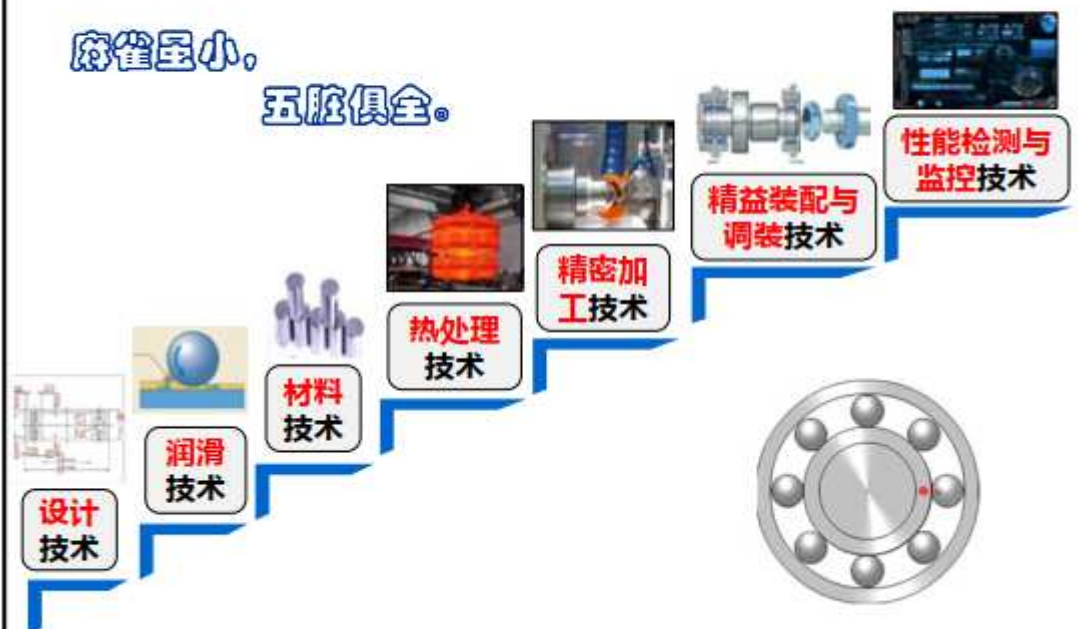 麻雀虽小，
五脏俱全。
性能检测与
监控技术
精益装配与
调装技术
精密加
工技术
热处理
技术
材料
技术
润滑
技术
设计
技术